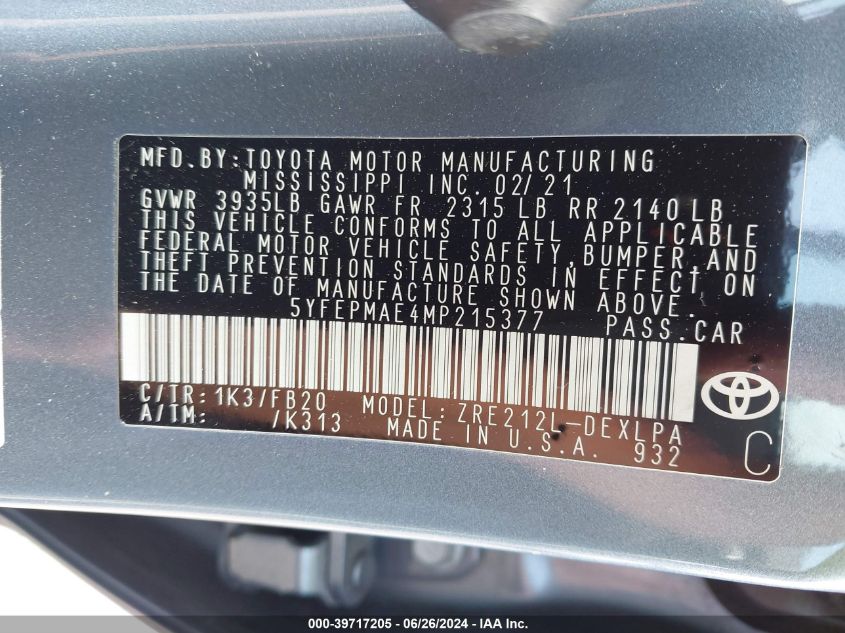 MFD.BY:TOYOTA MOTOR MANUFACTURING
MISSISSIPPI INC. 02/21
GVWR 3935LB GAWR FR 2315 LB RR 2140 LB
THIS VEHICLE CONFORMS TO ALL APPLICABLE
FEDERAL MOTOR VEHICLE SAFETY, BUMPER, AND
THEFT PREVENTION STANDARDS IN EFFECT ON
THE DATE OF MANUFACTURE SHOWN ABOVE.
5YFEPMAE4MP215377 PASS.CAR
C/TR: 1K3/FB20 MODEL: ZRE212L-DEXLPA
A/TM: /K313 MADE IN U.S.A. 932
C
000-39717205 - 06/26/2024 - IAA Inc.